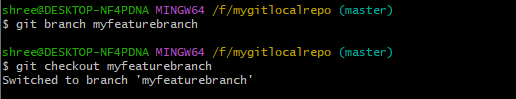 shree@DESKTOP-NF4PDNA MINGW64 /f/mygitlocalrepo (master)
$ git branch myfeaturebranch
shree@DESKTOP-NF4PDNA MINGW64 /f/mygitlocalrepo (master)
$ git checkout myfeaturebranch
Switched to branch 'myfeaturebranch'